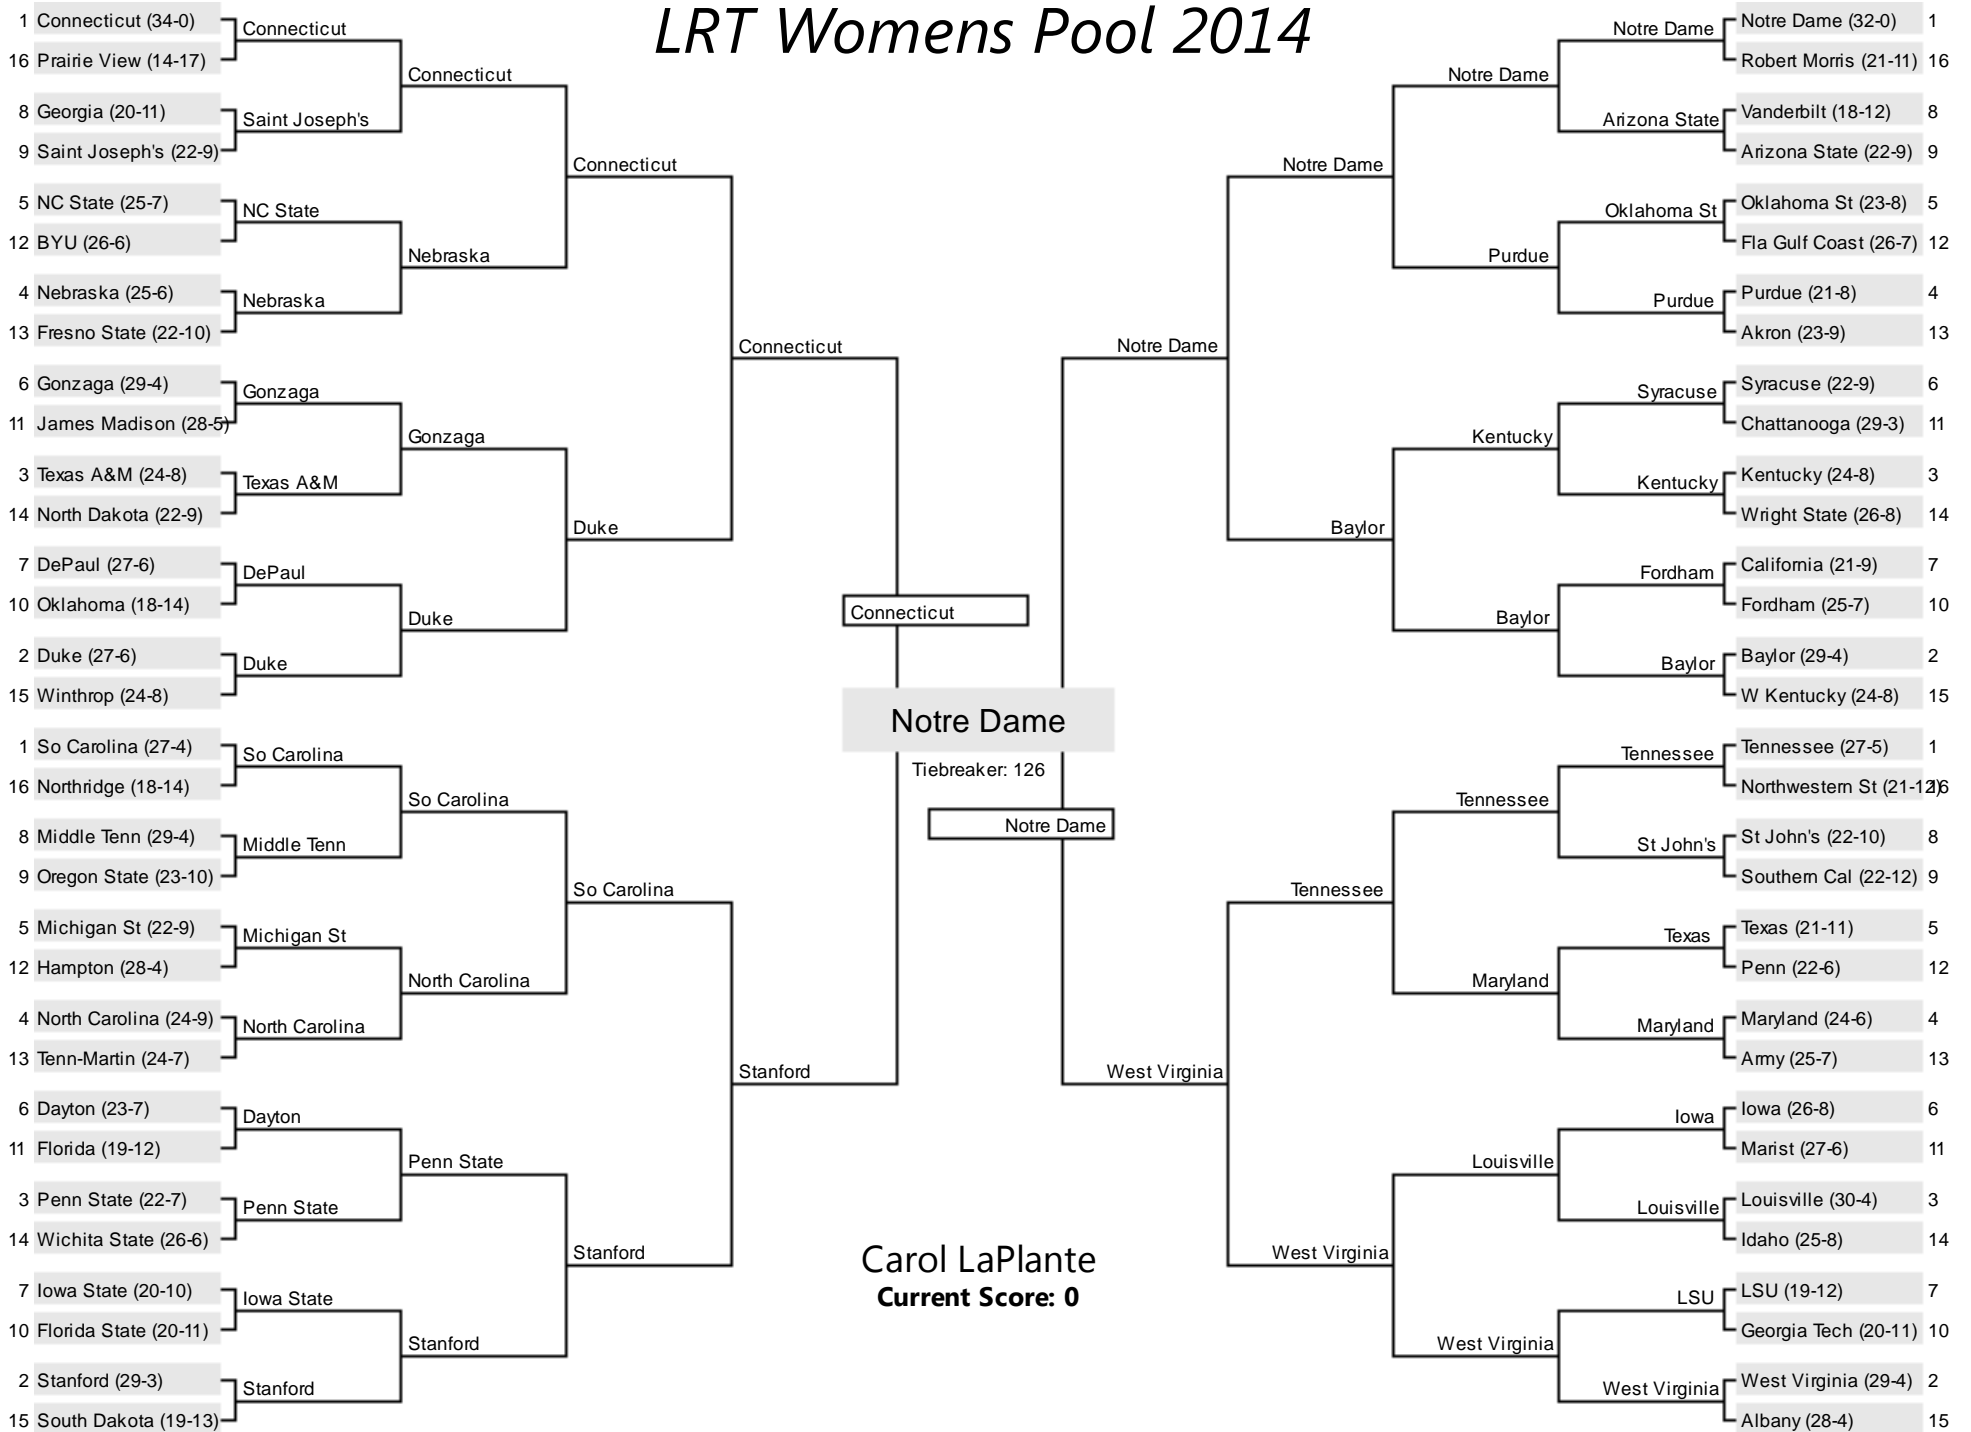 LRT Womens Pool 2014
1 Connecticut (34-0)
16 Prairie View (14-17)
8 Georgia (20-11)
9 Saint Joseph's (22-9)
5 NC State (25-7)
12 BYU (26-6)
4 Nebraska (25-6)
13 Fresno State (22-10)
6 Gonzaga (29-4)
11 James Madison (28-5)
3 Texas A&M (24-8)
14 North Dakota (22-9)
7 DePaul (27-6)
10 Oklahoma (18-14)
2 Duke (27-6)
15 Winthrop (24-8)
1 So Carolina (27-4)
16 Northridge (18-14)
8 Middle Tenn (29-4)
9 Oregon State (23-10)
5 Michigan St (22-9)
12 Hampton (28-4)
4 North Carolina (24-9)
13 Tenn-Martin (24-7)
6 Dayton (23-7)
11 Florida (19-12)
3 Penn State (22-7)
14 Wichita State (26-6)
7 Iowa State (20-10)
10 Florida State (20-11)
2 Stanford (29-3)
15 South Dakota (19-13)
Connecticut
Saint Joseph's
NC State
Nebraska
Gonzaga
Texas A&M
DePaul
Duke
So Carolina
Middle Tenn
Michigan St
North Carolina
Dayton
Penn State
Iowa State
Stanford
Connecticut
Nebraska
Gonzaga
Duke
So Carolina
North Carolina
Penn State
Stanford
Connecticut
Duke
So Carolina
Stanford
Connecticut
Stanford
Connecticut
Notre Dame
Tiebreaker: 126
Notre Dame
Carol LaPlante
Current Score: 0
Notre Dame
West Virginia
Notre Dame
Baylor
Tennessee
West Virginia
Notre Dame
Purdue
Kentucky
Baylor
Tennessee
Maryland
Louisville
West Virginia
Notre Dame
Arizona State
Oklahoma St
Purdue
Syracuse
Kentucky
Fordham
Baylor
Tennessee
St John's
Texas
Maryland
Iowa
Louisville
LSU
West Virginia
Notre Dame (32-0) 1
Robert Morris (21-11) 16
Vanderbilt (18-12) 8
Arizona State (22-9) 9
Oklahoma St (23-8) 5
Fla Gulf Coast (26-7) 12
Purdue (21-8) 4
Akron (23-9) 13
Syracuse (22-9) 6
Chattanooga (29-3) 11
Kentucky (24-8) 3
Wright State (26-8) 14
California (21-9) 7
Fordham (25-7) 10
Baylor (29-4) 2
W Kentucky (24-8) 15
Tennessee (27-5) 1
Northwestern St (21-12) 16
St John's (22-10) 8
Southern Cal (22-12) 9
Texas (21-11) 5
Penn (22-6) 12
Maryland (24-6) 4
Army (25-7) 13
Iowa (26-8) 6
Marist (27-6) 11
Louisville (30-4) 3
Idaho (25-8) 14
LSU (19-12) 7
Georgia Tech (20-11) 10
West Virginia (29-4) 2
Albany (28-4) 15